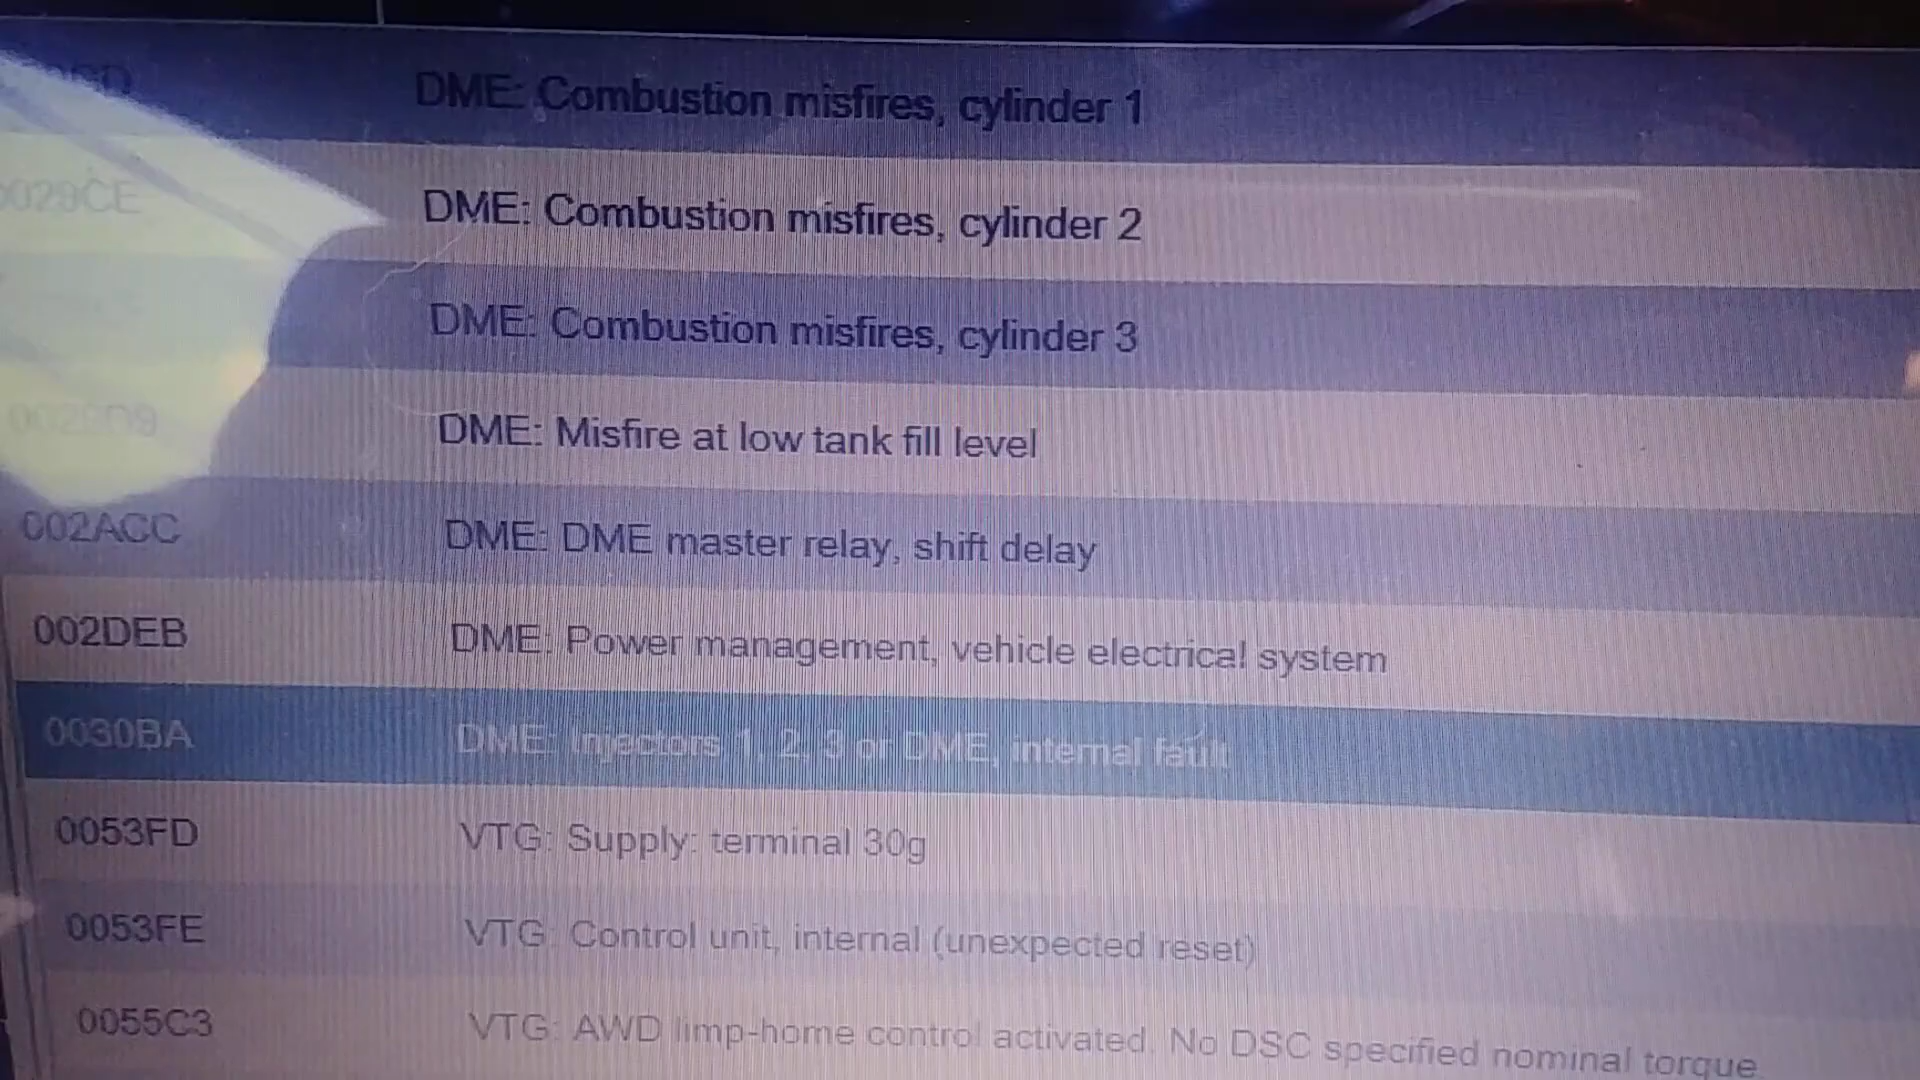 DME: Combustion misfires, cylinder 1
0029CE DME: Combustion misfires, cylinder 2
DME: Combustion misfires, cylinder 3
DME: Misfire at low tank fill level
002ACC DME: DME master relay, shift delay
002DEB DME: Power management, vehicle electrical system
0030BA DME: Injectors 1, 2, 3 or DME, internal fault
0053FD VTG: Supply: terminal 30g
0053FE VTG: Control unit, internal (unexpected reset)
0055C3 VTG: AWD limp-home control activated. No DSC specified nominal torque.